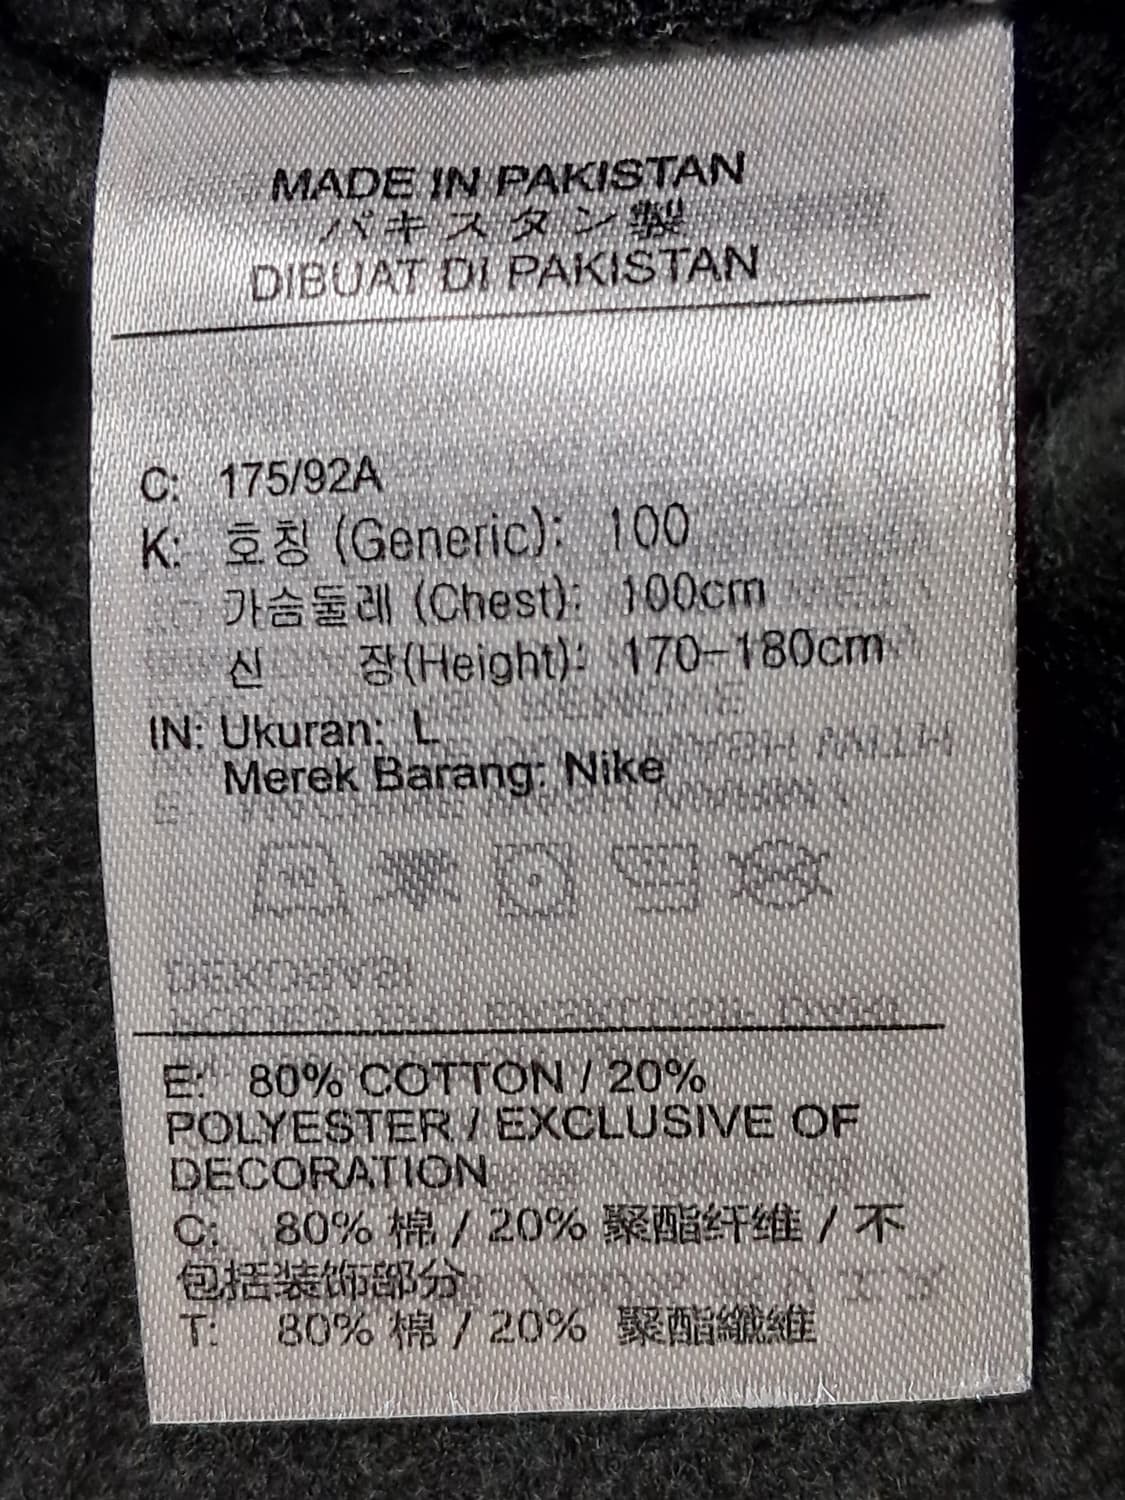 MADE IN PAKISTAN
パキスタン製
DIBUAT DI PAKISTAN
C: 175/92A
K: 호칭 (Generic): 100
가슴둘레 (Chest): 100cm
신 장(Height): 170-180cm
IN: Ukuran: L
Merek Barang: Nike
E: 80% COTTON / 20%
POLYESTER / EXCLUSIVE OF
DECORATION
C: 80% 棉 / 20% 聚酯纤维 / 不
包括装饰部分
T: 80% 棉 / 20% 聚酯纖維